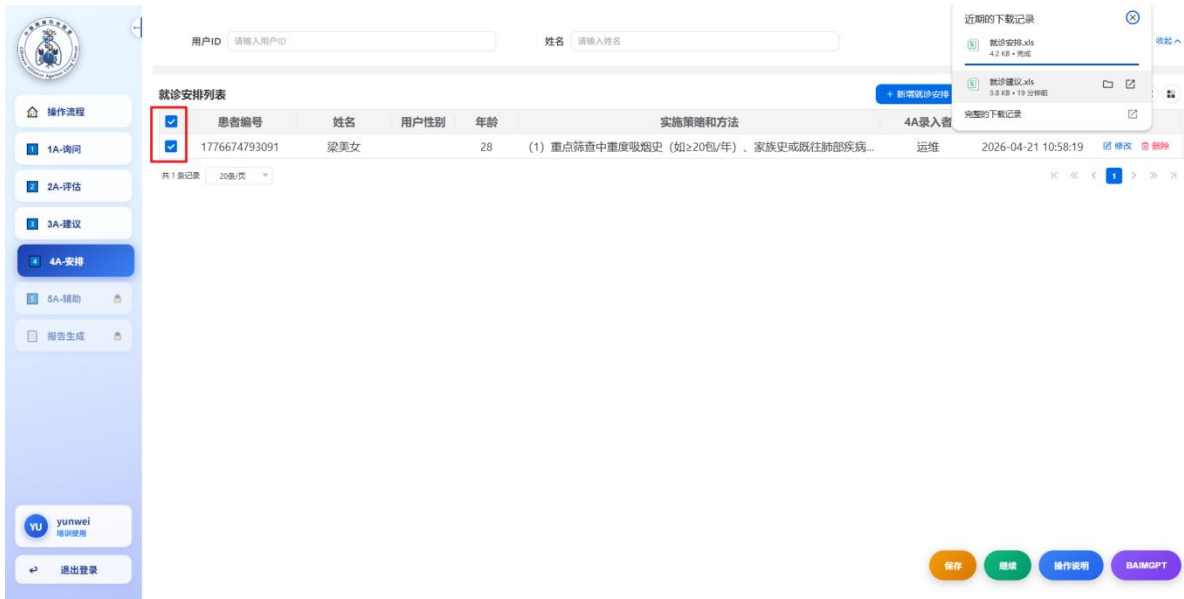 近期的下载记录
就诊安排.xls
4.2 KB • 完成
就诊建议.xls
3.8 KB • 19 分钟前
完整的下载记录
用户ID 请输入用户ID 姓名 请输入姓名 收起
就诊安排列表 + 新增就诊安排
患者编号 姓名 用户性别 年龄 实施策略和方法 4A录入者
1776674793091 梁美女 28 (1) 重点筛查中重度吸烟史（如≥20包/年）、家族史或既往肺部疾病... 运维 2026-04-21 10:58:19 修改 删除
共 1 条记录 20条/页 1
操作流程
1 1A-询问
2 2A-评估
3 3A-建议
4 4A-安排
5 5A-辅助
报告生成
YU yunwei
培训使用
退出登录
保存 继续 操作说明 BAIMGPT